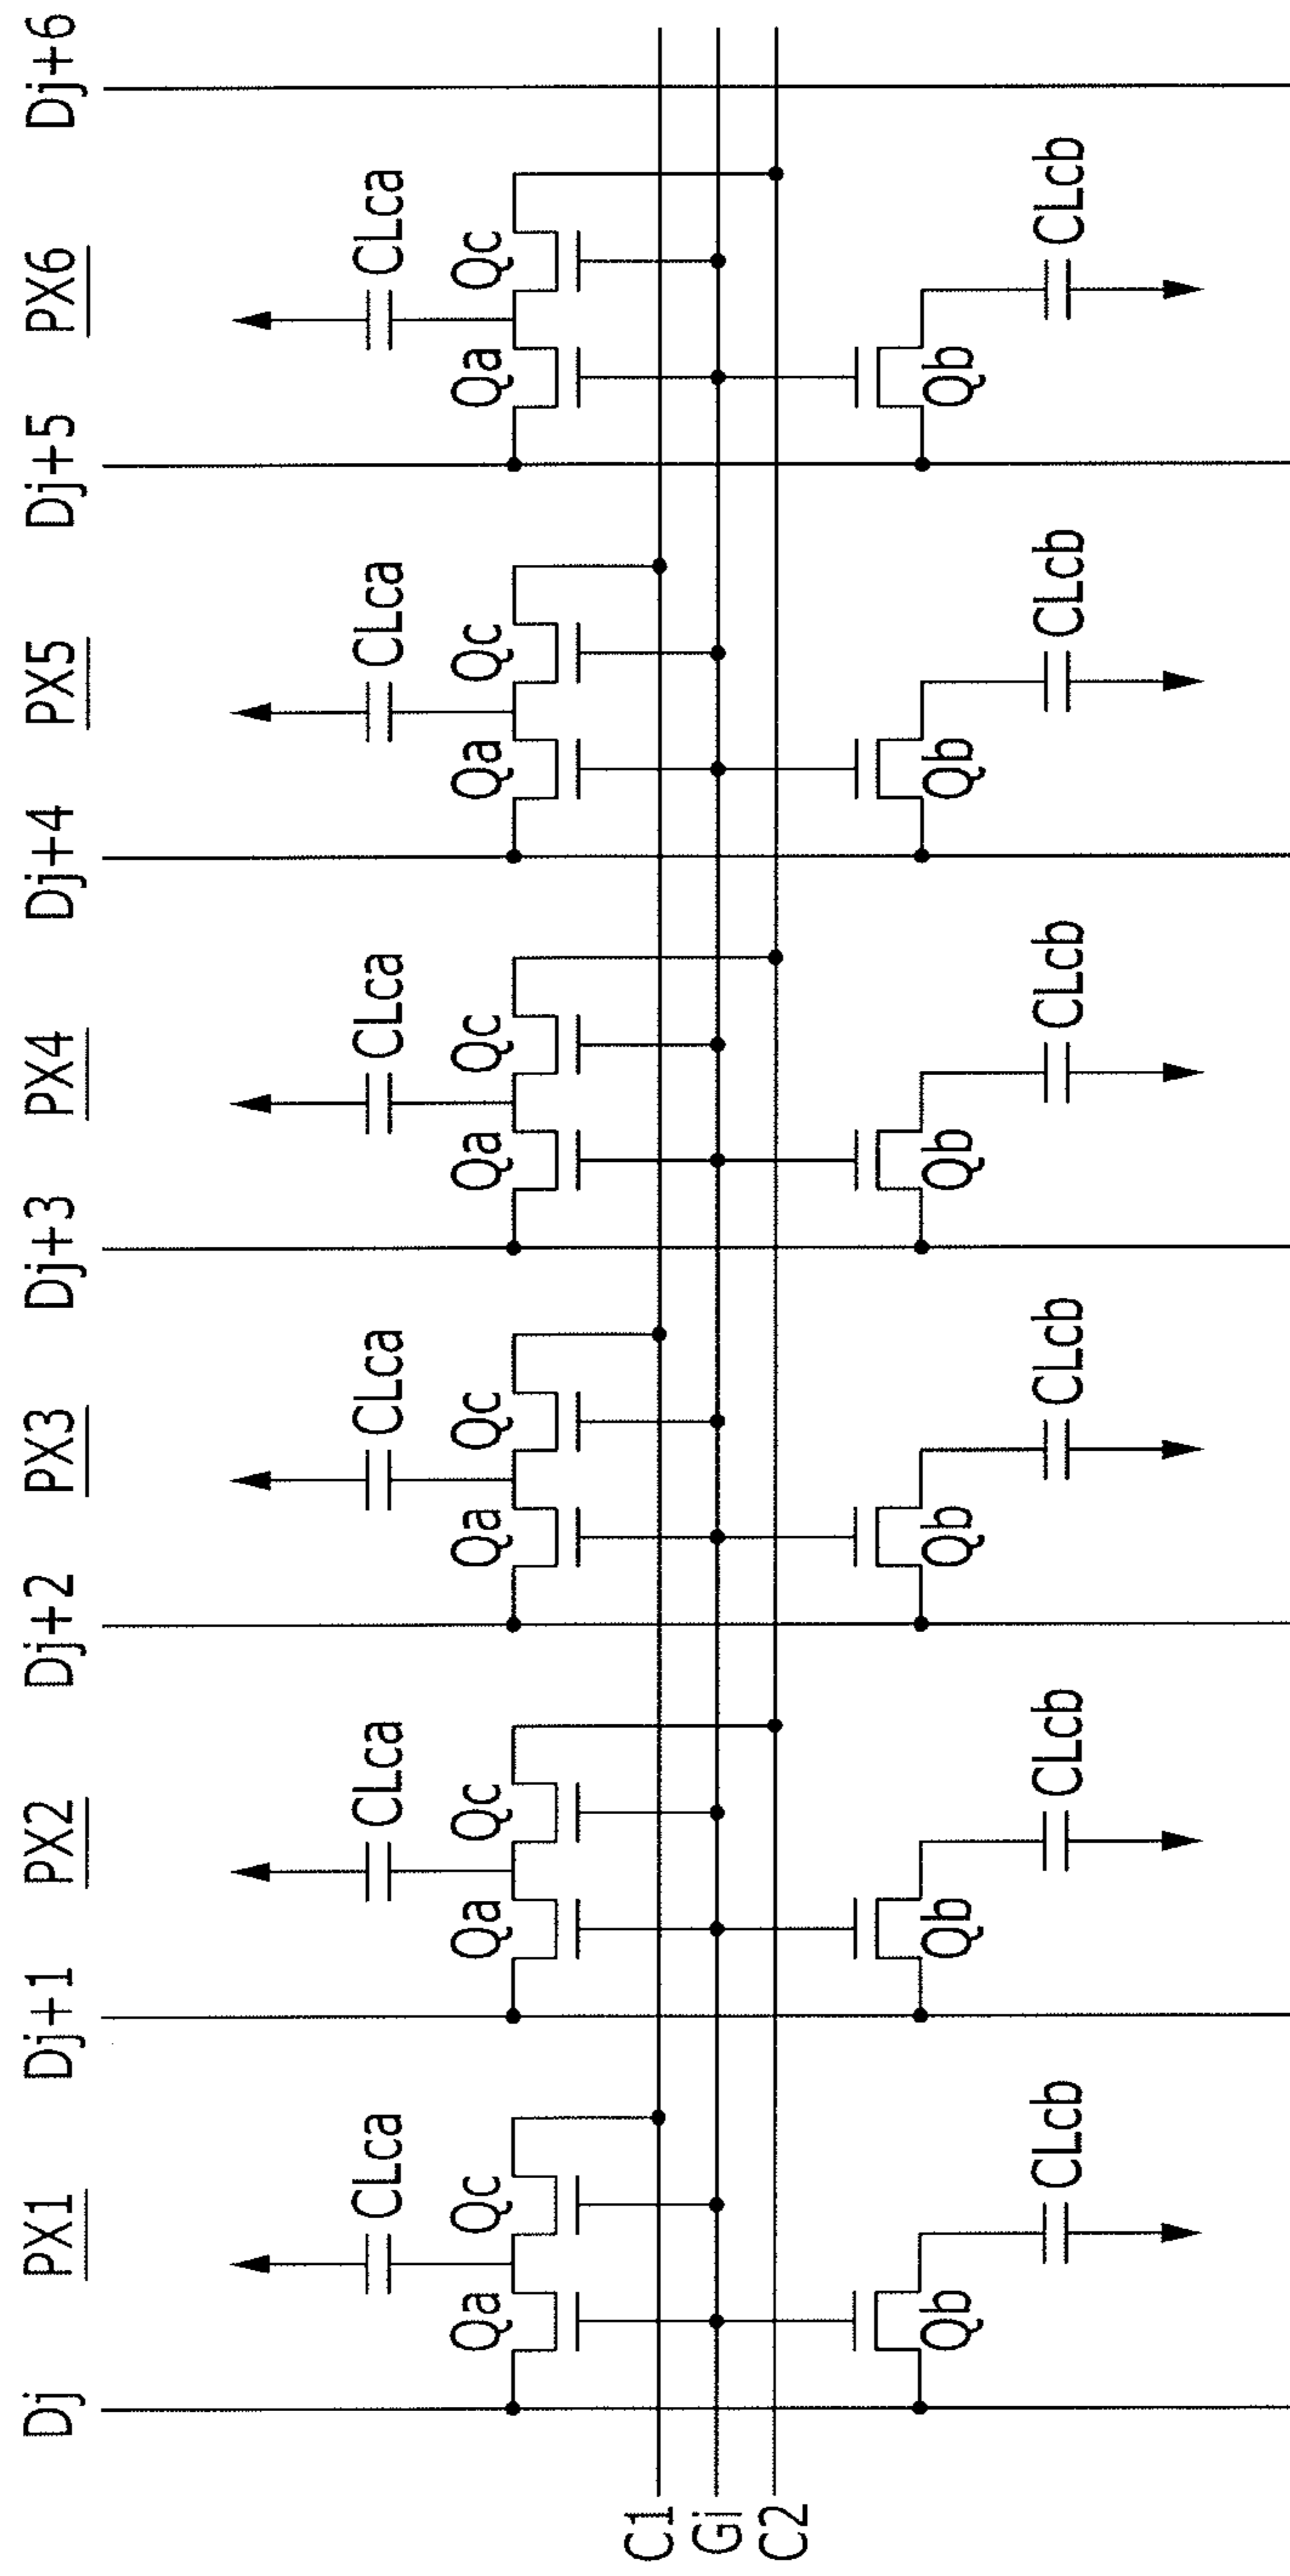 Dj PX1 Dj+1 PX2 Dj+2 PX3 Dj+3 PX4 Dj+4 PX5 Dj+5 PX6 Dj+6
CLca CLca CLca CLca CLca CLca
Qa Qc Qa Qc Qa Qc Qa Qc Qa Qc Qa Qc
C1
Gi
C2
Qb Qb Qb Qb Qb Qb
CLcb CLcb CLcb CLcb CLcb CLcb